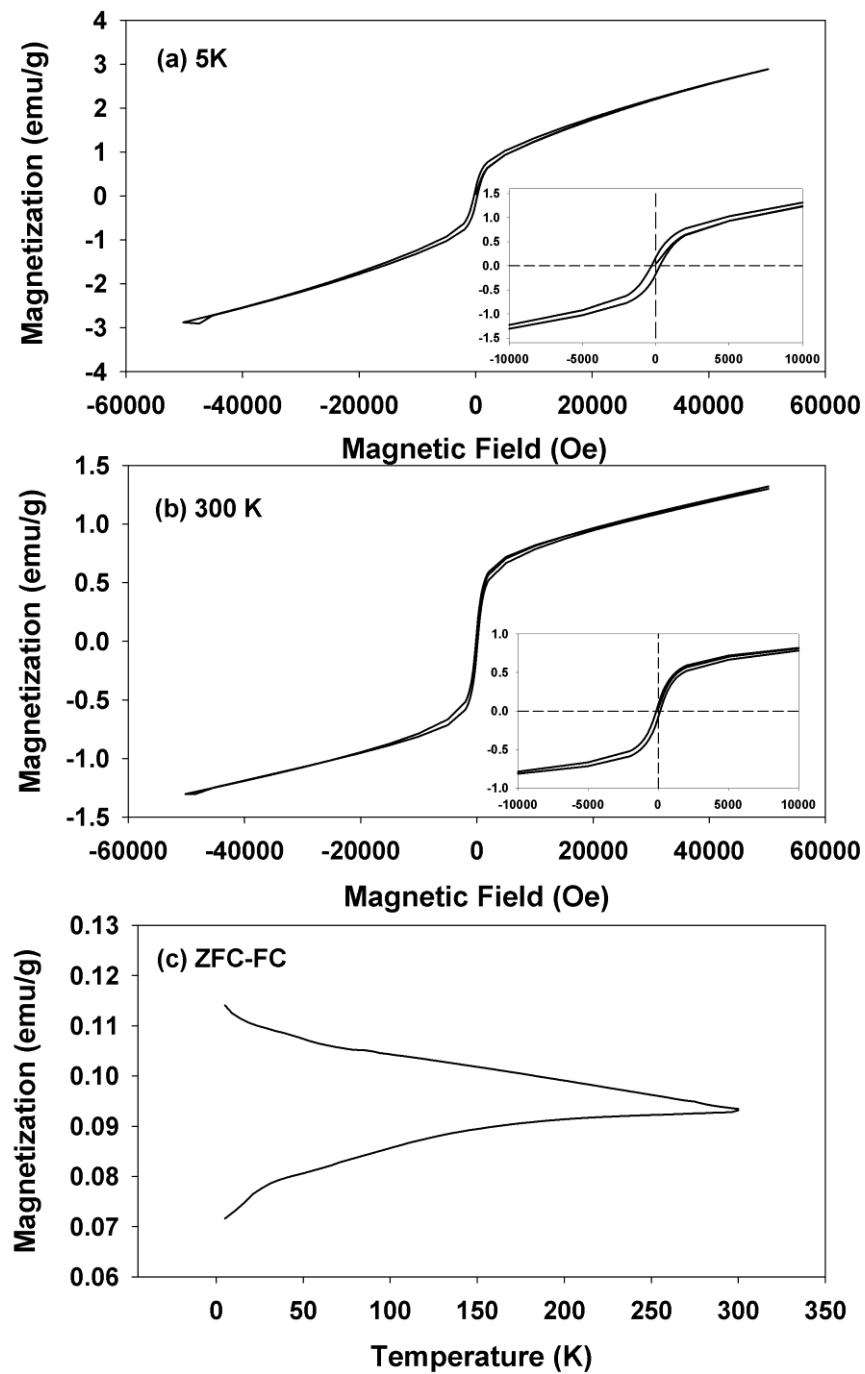 (a) 5K
Magnetization (emu/g)
4
3
2
1
0
-1
-2
-3
-4
1.5
1.0
0.5
0.0
-0.5
-1.0
-1.5
-10000 -5000 0 5000 10000
-60000 -40000 -20000 0 20000 40000 60000
Magnetic Field (Oe)
(b) 300 K
Magnetization (emu/g)
1.5
1.0
0.5
0.0
-0.5
-1.0
-1.5
1.0
0.5
0.0
-0.5
-1.0
-10000 -5000 0 5000 10000
-60000 -40000 -20000 0 20000 40000 60000
Magnetic Field (Oe)
(c) ZFC-FC
Magnetization (emu/g)
0.13
0.12
0.11
0.10
0.09
0.08
0.07
0.06
0 50 100 150 200 250 300 350
Temperature (K)